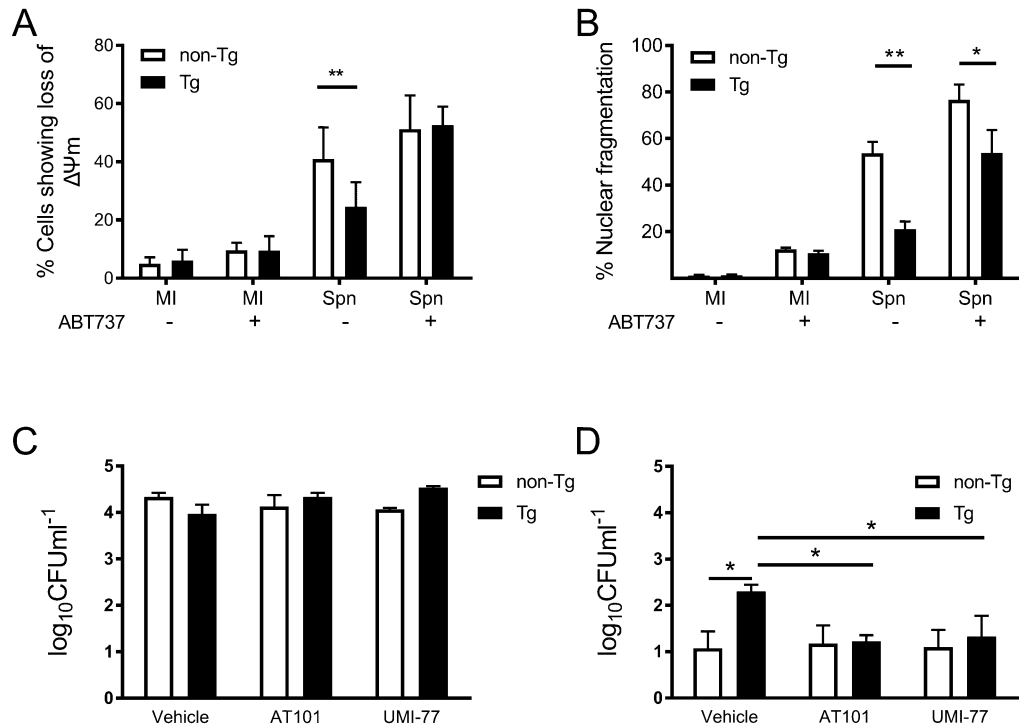 A
% Cells showing loss of
ΔΨm
80
60
40
20
0
non-Tg
Tg
**
MI
MI
Spn
Spn
ABT737
-
+
-
+
B
% Nuclear fragmentation
100
80
60
40
20
non-Tg
Tg
**
*
MI
MI
Spn
Spn
ABT737
-
+
-
+
C
log10CFUml-1
5
4
3
2
1
0
non-Tg
Tg
Vehicle
AT101
UMI-77
D
log10CFUml-1
5
4
3
2
1
0
non-Tg
Tg
*
*
*
Vehicle
AT101
UMI-77